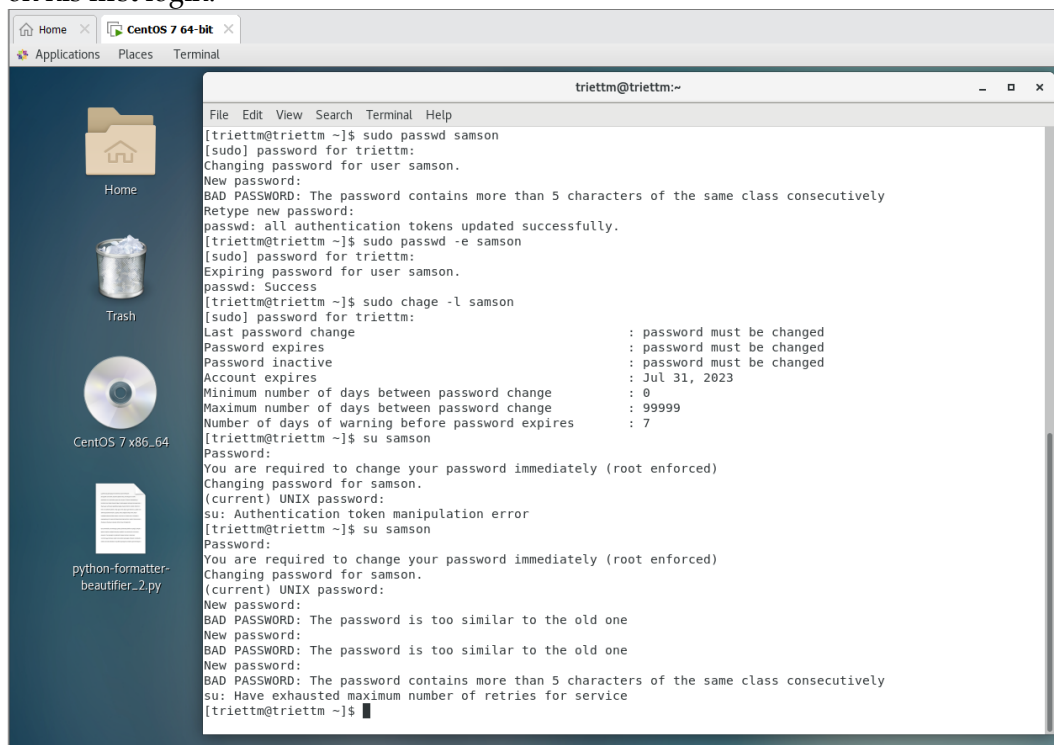 on his first login.
Home
CentOS 7 64-bit
Applications Places Terminal
triettm@triettm:~
File Edit View Search Terminal Help
[triettm@triettm ~]$ sudo passwd samson
[sudo] password for triettm:
Changing password for user samson.
New password:
BAD PASSWORD: The password contains more than 5 characters of the same class consecutively
Retype new password:
passwd: all authentication tokens updated successfully.
[triettm@triettm ~]$ sudo passwd -e samson
[sudo] password for triettm:
Expiring password for user samson.
passwd: Success
[triettm@triettm ~]$ sudo chage -l samson
[sudo] password for triettm:
Last password change : password must be changed
Password expires : password must be changed
Password inactive : password must be changed
Account expires : Jul 31, 2023
Minimum number of days between password change : 0
Maximum number of days between password change : 99999
Number of days of warning before password expires : 7
[triettm@triettm ~]$ su samson
Password:
You are required to change your password immediately (root enforced)
Changing password for samson.
(current) UNIX password:
su: Authentication token manipulation error
[triettm@triettm ~]$ su samson
Password:
You are required to change your password immediately (root enforced)
Changing password for samson.
(current) UNIX password:
New password:
BAD PASSWORD: The password is too similar to the old one
New password:
BAD PASSWORD: The password is too similar to the old one
New password:
BAD PASSWORD: The password contains more than 5 characters of the same class consecutively
su: Have exhausted maximum number of retries for service
[triettm@triettm ~]$
Home
Trash
CentOS 7 x86_64
python-formatter-
beautifier_2.py